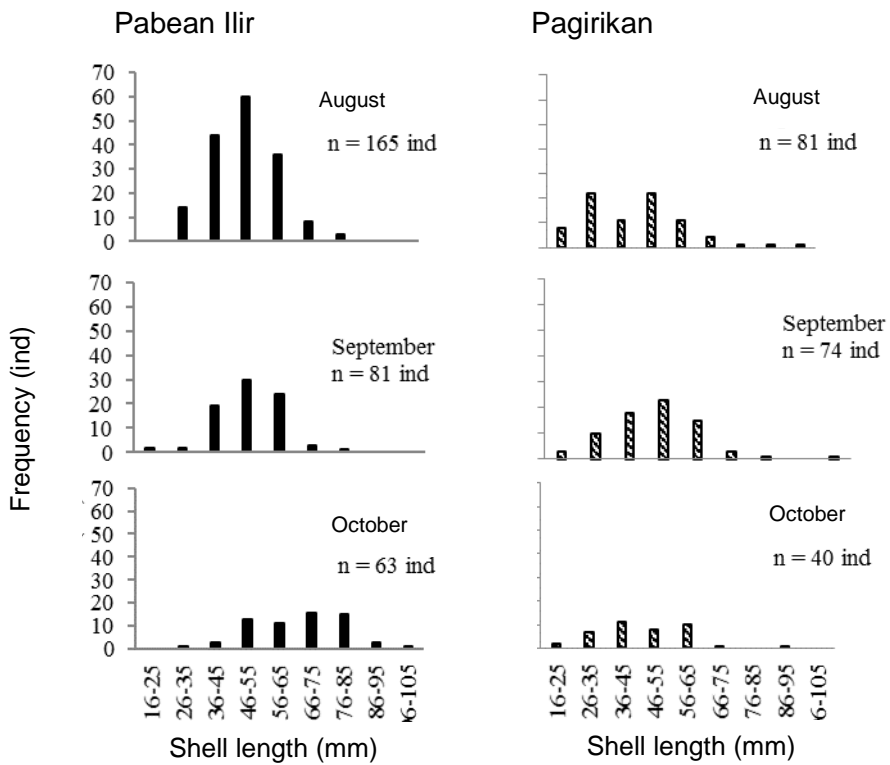 Pabean Ilir
Pagirikan
70
60
50
40
30
20
10
0
August
n = 165 ind
August
n = 81 ind
Frequency (ind)
70
60
50
40
30
20
10
0
September
n = 81 ind
September
n = 74 ind
70
60
50
40
30
20
10
0
October
n = 63 ind
October
n = 40 ind
16-25
26-35
36-45
46-55
56-65
66-75
76-85
86-95
6-105
16-25
26-35
36-45
46-55
56-65
66-75
76-85
86-95
6-105
Shell length (mm)
Shell length (mm)